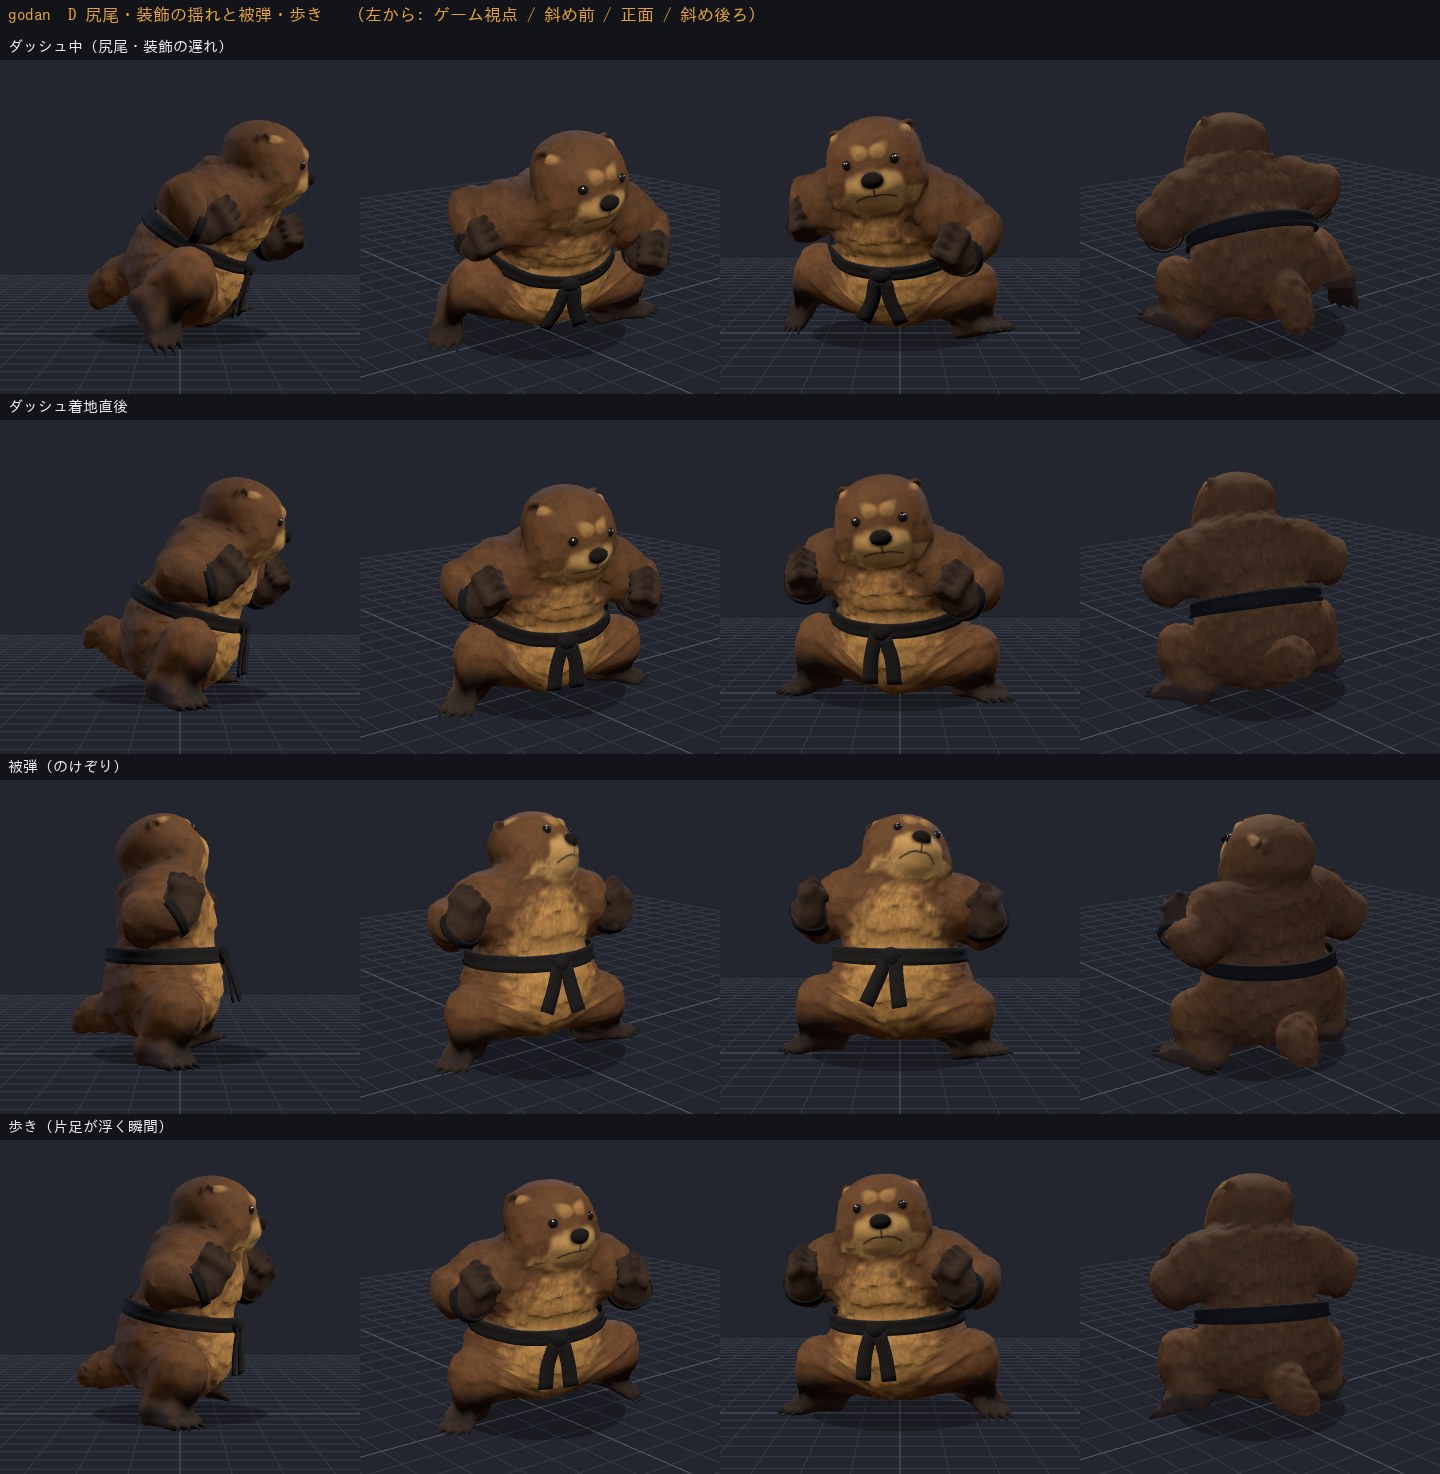 godan D 尻尾・装飾の揺れと被弾・歩き （左から: ゲーム視点 / 斜め前 / 正面 / 斜め後ろ）
ダッシュ中（尻尾・装飾の遅れ）
ダッシュ着地直後
被弾（のけぞり）
歩き（片足が浮く瞬間）